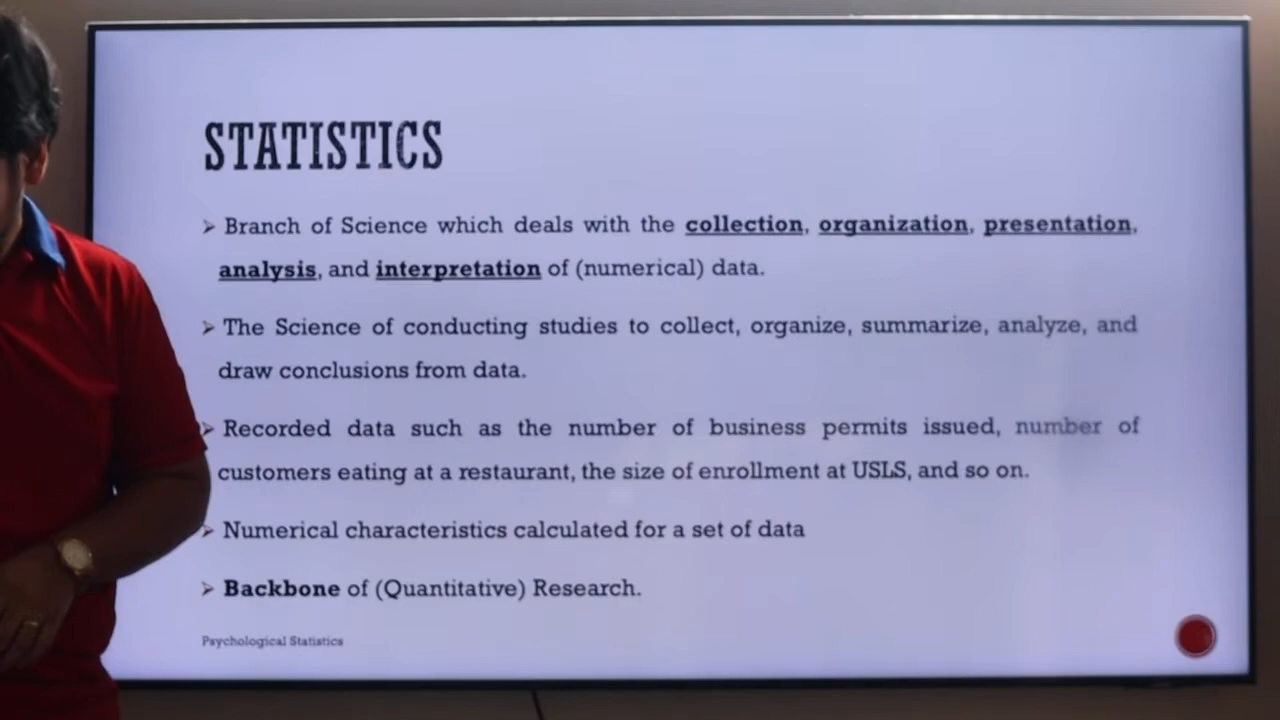 STATISTICS
Branch of Science which deals with the collection, organization, presentation,
analysis, and interpretation of (numerical) data.
The Science of conducting studies to collect, organize, summarize, analyze, and
draw conclusions from data.
Recorded data such as the number of business permits issued, number of
customers eating at a restaurant, the size of enrollment at USLS, and so on.
Numerical characteristics calculated for a set of data
Backbone of (Quantitative) Research.
Psychological Statistics